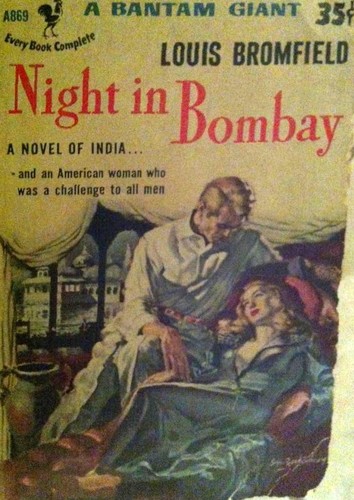 A869
A BANTAM GIANT
35¢
Every Book Complete
LOUIS BROMFIELD
Night in
Bombay
A NOVEL OF INDIA...
-and an American woman who
was a challenge to all men